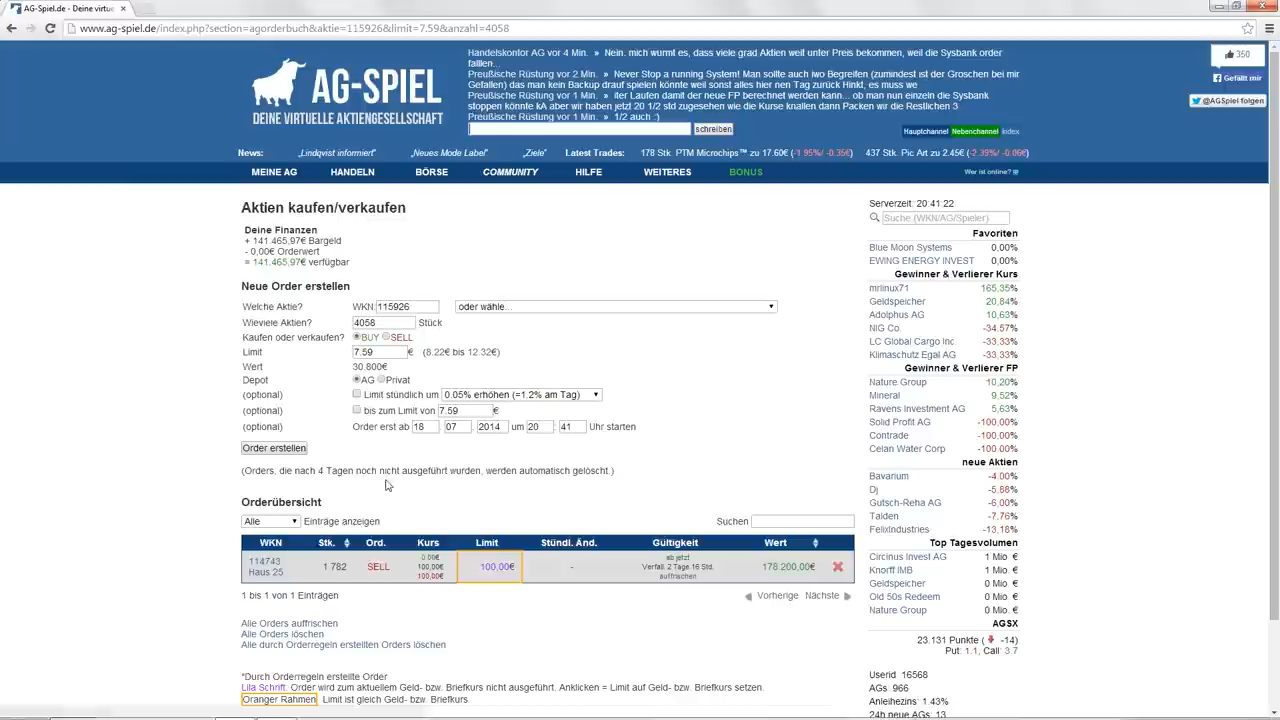 AG-Spiel.de - Deine virtu
www.ag-spiel.de/index.php?section=agorderbuch&aktie=115926&limit=7.59&anzahl=4058
AG-SPIEL
DEINE VIRTUELLE AKTIENGESELLSCHAFT
Handelskontor AG vor 4 Min. » Nein. mich wurmt es, dass viele grad Aktien weit unter Preis bekommen, weil die Sysbank order
falllen...
Preußische Rüstung vor 2 Min. » Never Stop a running System! Man sollte auch iwo Begreifen (zumindest ist der Groschen bei mir
Gefallen) das man kein Backup drauf spielen könnte weil sonst alles hier nen Tag zurück Hinkt, es muss we
Preußische Rüstung vor 1 Min. » iter Laufen damit der neue FP berechnet werden kann... ob man nun einzeln die Sysbank
stoppen könnte kA aber wir haben jetzt 20 1/2 std zugesehen wie die Kurse knallen dann Packen wir die Restlichen 3
Preußische Rüstung vor 1 Min. » 1/2 auch :)
schreiben
Hauptchannel Nebenchannel Index
350
Gefällt mir
@AGSpiel folgen
News: „Lindqvist informiert" „Neues Mode Label" „Ziele" Latest Trades: 178 Stk. PTM Microchips™ zu 17.60€ (-1.95%/ -0.35€) 437 Stk. Pic Art zu 2.45€ (-2.39%/ -0.06€)
MEINE AG HANDELN BÖRSE COMMUNITY HILFE WEITERES BONUS Wer ist online?
Aktien kaufen/verkaufen
Deine Finanzen
+ 141.465,97€ Bargeld
- 0,00€ Orderwert
= 141.465,97€ verfügbar
Neue Order erstellen
Welche Aktie? WKN: 115926 oder wähle...
Wieviele Aktien? 4058 Stück
Kaufen oder verkaufen? BUY SELL
Limit 7.59 € (8.22€ bis 12.32€)
Wert 30.800€
Depot AG Privat
(optional) Limit stündlich um 0.05% erhöhen (=1.2% am Tag)
(optional) bis zum Limit von 7.59 €
(optional) Order erst ab 18 . 07 . 2014 um 20 : 41 Uhr starten
Order erstellen
(Orders, die nach 4 Tagen noch nicht ausgeführt wurden, werden automatisch gelöscht.)
Orderübersicht
Alle Einträge anzeigen Suchen
WKN Stk. Ord. Kurs Limit Stündl. Änd. Gültigkeit Wert
114743
Haus 25
1.782 SELL
0,00€
100,00€
100,00€
100,00€ -
ab jetzt
Verfall: 2 Tage 16 Std.
auffrischen
178.200,00€
1 bis 1 von 1 Einträgen Vorherige Nächste
Alle Orders auffrischen
Alle Orders löschen
Alle durch Orderregeln erstellten Orders löschen
*Durch Orderregeln erstellte Order
Lila Schrift: Order wird zum aktuellem Geld- bzw. Briefkurs nicht ausgeführt. Anklicken = Limit auf Geld- bzw. Briefkurs setzen.
Oranger Rahmen: Limit ist gleich Geld- bzw. Briefkurs
Serverzeit: 20:41:22
Suche (WKN/AG/Spieler)
Favoriten
Blue Moon Systems 0,00%
EWING ENERGY INVEST 0,00%
Gewinner & Verlierer Kurs
mrlinux71 165,35%
Geldspeicher 20,84%
Adolphus AG 10,63%
NIG Co. -34,57%
LC Global Cargo Inc. -33,33%
Klimaschutz Egal AG -33,33%
Gewinner & Verlierer FP
Nature Group 10,20%
Mineral 9,52%
Ravens Investment AG 5,63%
Solid Profit AG -100,00%
Contrade -100,00%
Celan Water Corp -100,00%
neue Aktien
Bavarium -4,00%
Dj -5,88%
Gutsch-Reha AG -6,00%
Talden -7,76%
FelixIndustries -13,18%
Top Tagesvolumen
Circinus Invest AG 1 Mio. €
Knorff IMB 1 Mio. €
Geldspeicher 0 Mio. €
Old 50s Redeem 0 Mio. €
Nature Group 0 Mio. €
AGSX
23.131 Punkte ( -14)
Put: 1.1, Call: 3.7
Userid 16568
AGs 966
Anleihezins: 1.43%
24h neue AGs: 13